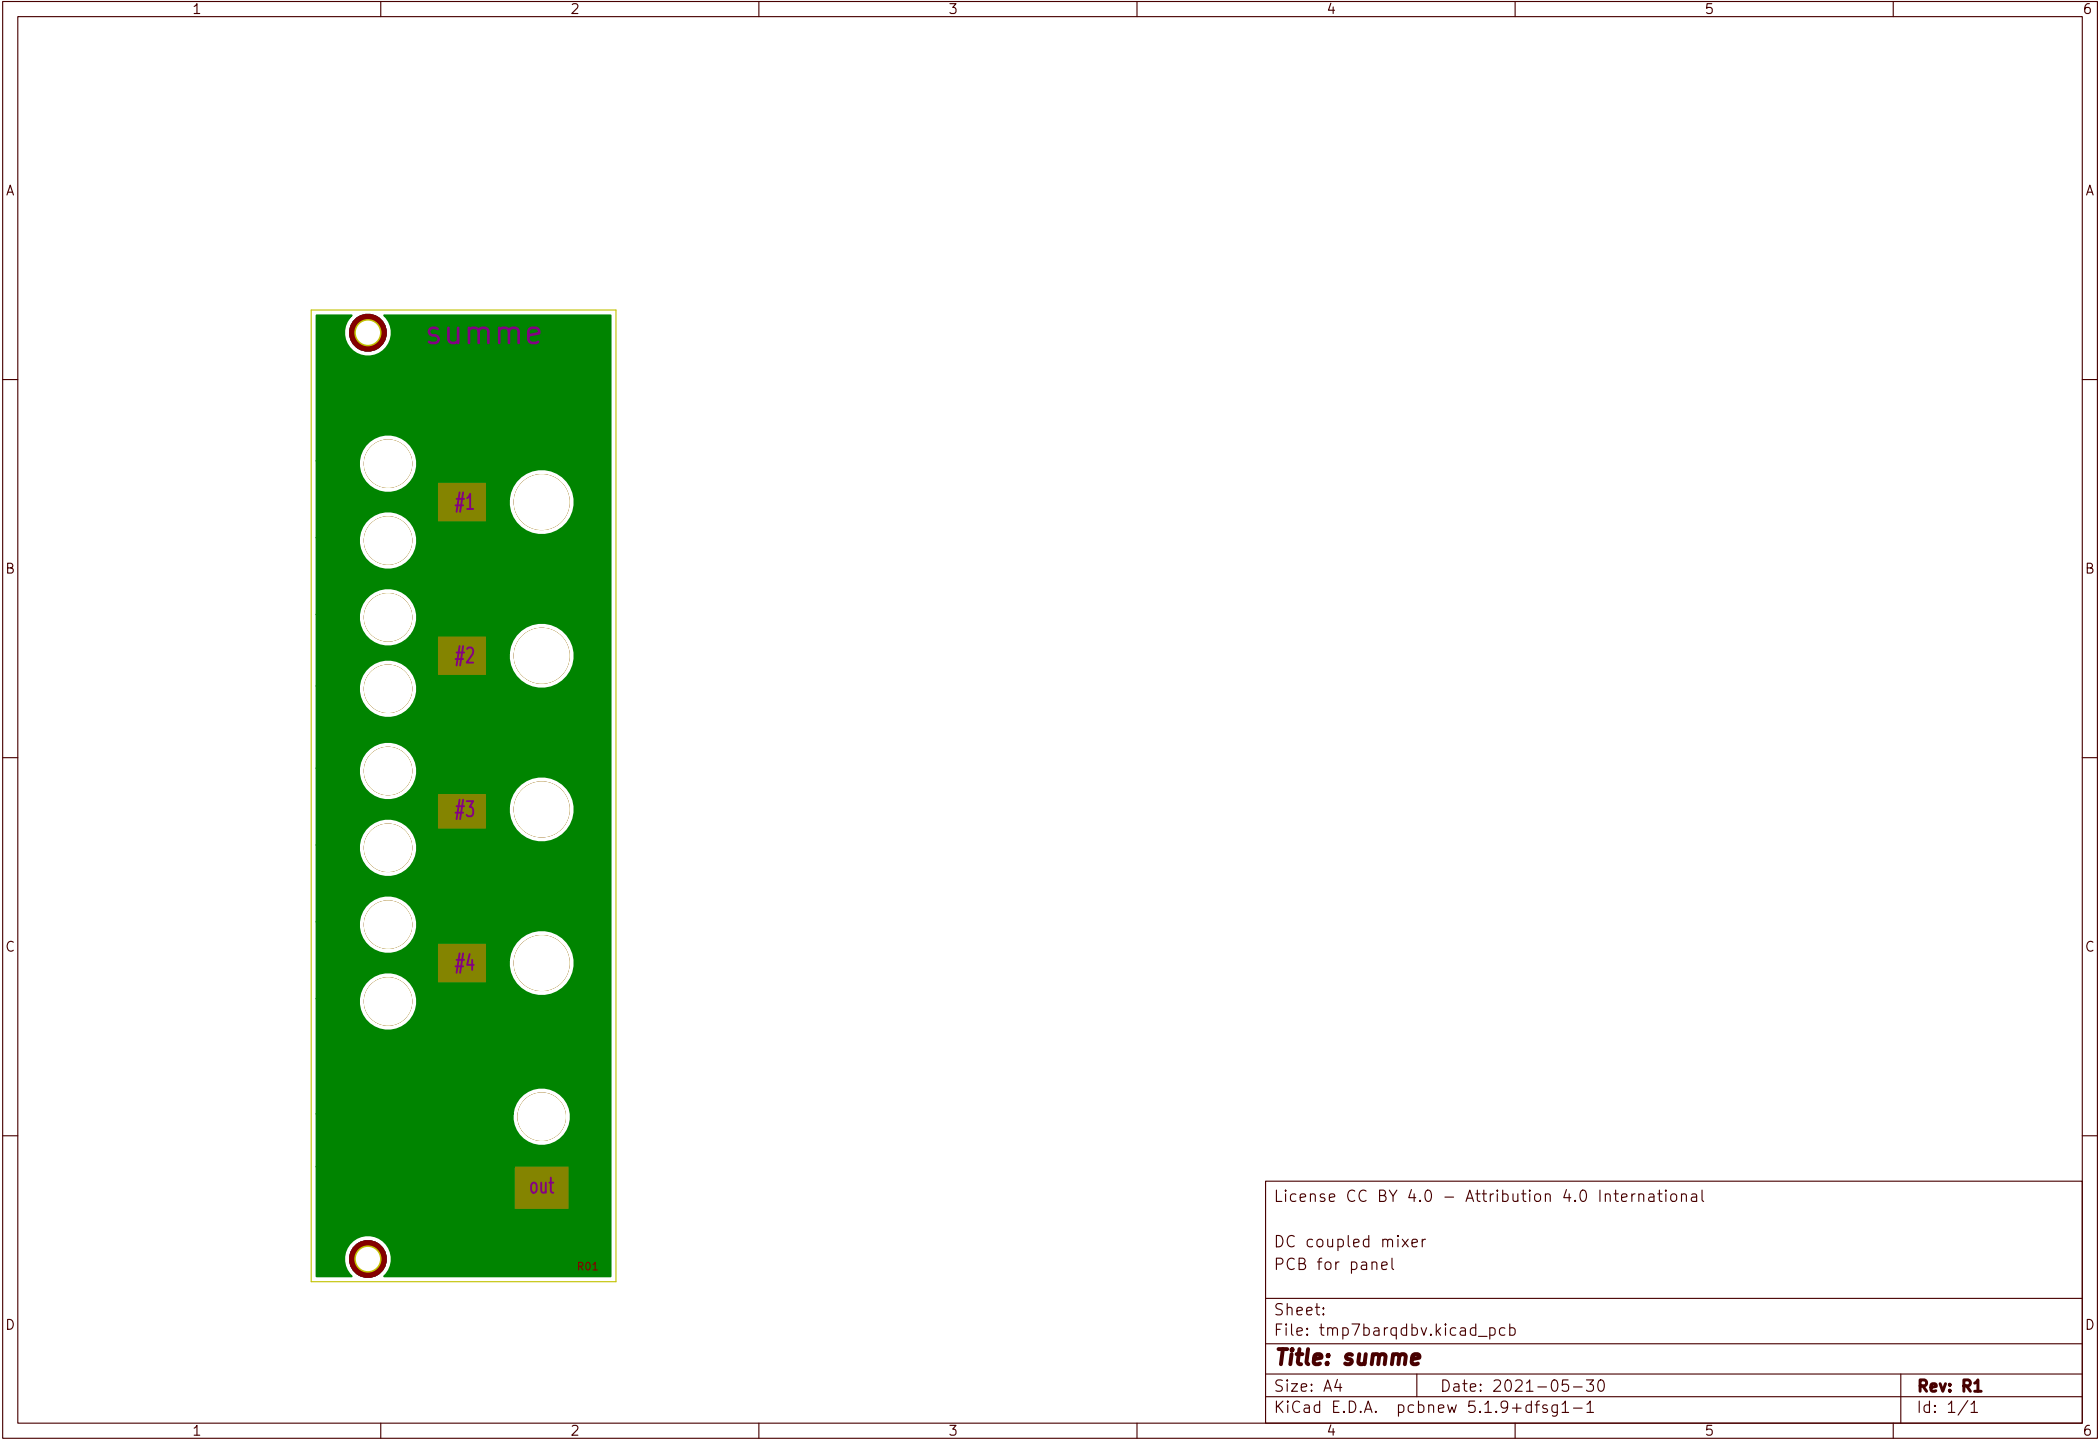 1 2 3 4 5 6
A A
summe
#1
B B
#2
#3
C C
#4
out
R01
License CC BY 4.0 – Attribution 4.0 International
DC coupled mixer
PCB for panel
Sheet:
File: tmp7barqdbv.kicad_pcb
D D
Title: summe
Size: A4 Date: 2021–05–30 Rev: R1
KiCad E.D.A. pcbnew 5.1.9+dfsg1–1 Id: 1/1
1 2 3 4 5 6